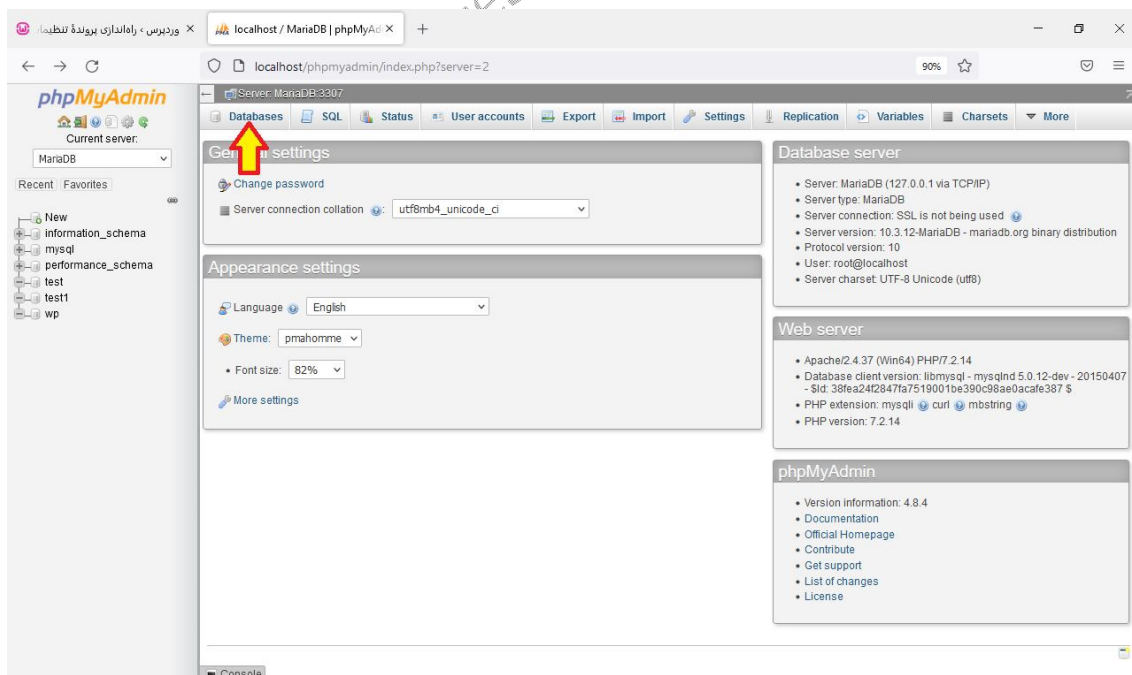 وردپرس › راه‌اندازی پروندهٔ تنظیما
localhost / MariaDB | phpMyAd
localhost/phpmyadmin/index.php?server=2
90%
phpMyAdmin
Current server:
MariaDB
Recent Favorites
New
information_schema
mysql
performance_schema
test
test1
wp
Server: MariaDB:3307
Databases SQL Status User accounts Export Import Settings Replication Variables Charsets More
settings
Change password
Server connection collation : utf8mb4_unicode_ci
Appearance settings
Language English
Theme: pmahomme
• Font size: 82%
More settings
Database server
• Server: MariaDB (127.0.0.1 via TCP/IP)
• Server type: MariaDB
• Server connection: SSL is not being used
• Server version: 10.3.12-MariaDB - mariadb.org binary distribution
• Protocol version: 10
• User: root@localhost
• Server charset: UTF-8 Unicode (utf8)
Web server
• Apache/2.4.37 (Win64) PHP/7.2.14
• Database client version: libmysql - mysqlnd 5.0.12-dev - 20150407
- $Id: 38fea24f2847fa7519001be390c98ae0acafe387 $
• PHP extension: mysqli curl mbstring
• PHP version: 7.2.14
phpMyAdmin
• Version information: 4.8.4
• Documentation
• Official Homepage
• Contribute
• Get support
• List of changes
• License
Console